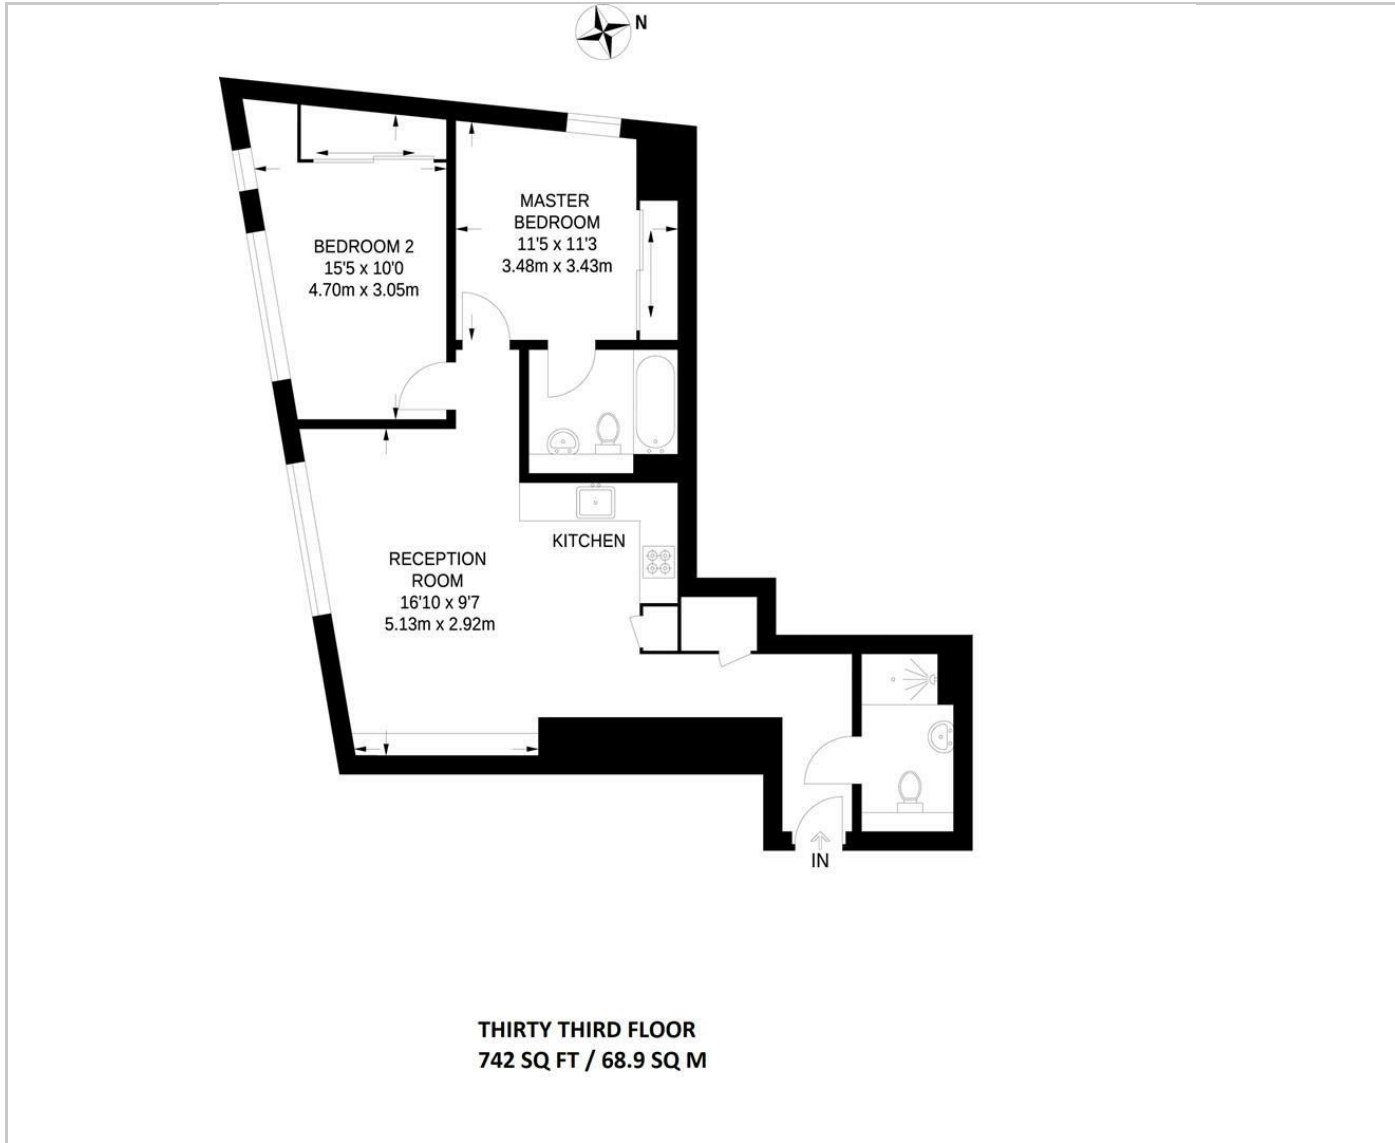 N
MASTER
BEDROOM
11'5 x 11'3
3.48m x 3.43m
BEDROOM 2
15'5 x 10'0
4.70m x 3.05m
KITCHEN
RECEPTION
ROOM
16'10 x 9'7
5.13m x 2.92m
IN
THIRTY THIRD FLOOR
742 SQ FT / 68.9 SQ M